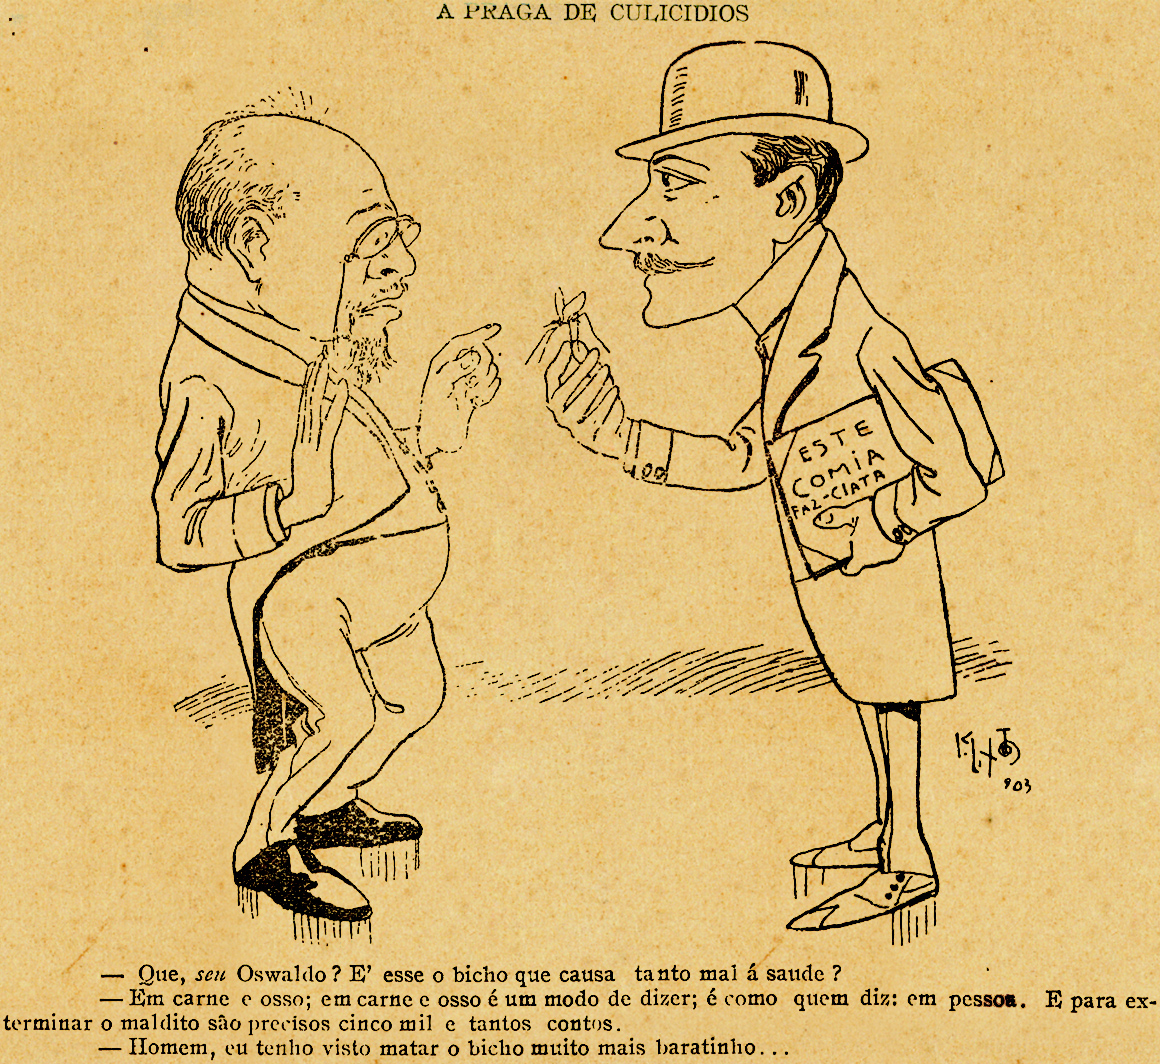 A PRAGA DE CULICIDIOS
ESTE
COMIA
FAZ-CIATA
K. Lixto
903
— Que, seu Oswaldo? E' esse o bicho que causa tanto mal á saude?
— Em carne e osso; em carne e osso é um modo de dizer; é como quem diz: em pessoa. E para ex-
terminar o maldito são precisos cinco mil e tantos contos.
— Homem, eu tenho visto matar o bicho muito mais baratinho...